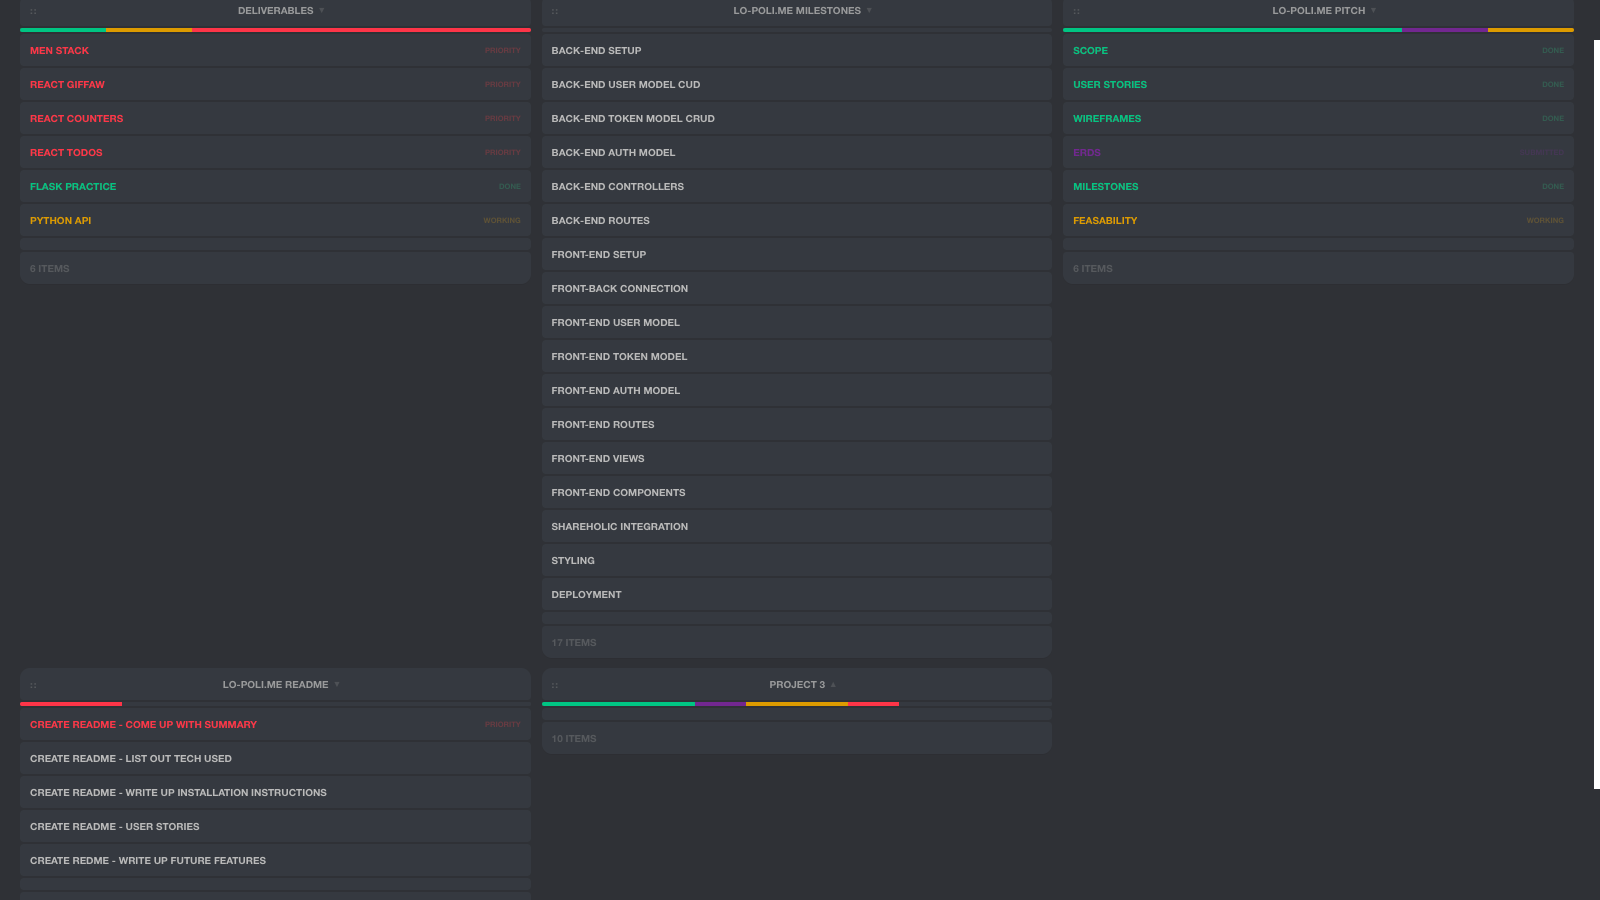 :: DELIVERABLES ▼
MEN STACK PRIORITY
REACT GIFFAW PRIORITY
REACT COUNTERS PRIORITY
REACT TODOS PRIORITY
FLASK PRACTICE DONE
PYTHON API WORKING
6 ITEMS
:: LO-POLI.ME MILESTONES ▼
BACK-END SETUP
BACK-END USER MODEL CUD
BACK-END TOKEN MODEL CRUD
BACK-END AUTH MODEL
BACK-END CONTROLLERS
BACK-END ROUTES
FRONT-END SETUP
FRONT-BACK CONNECTION
FRONT-END USER MODEL
FRONT-END TOKEN MODEL
FRONT-END AUTH MODEL
FRONT-END ROUTES
FRONT-END VIEWS
FRONT-END COMPONENTS
SHAREHOLIC INTEGRATION
STYLING
DEPLOYMENT
17 ITEMS
:: LO-POLI.ME PITCH ▼
SCOPE DONE
USER STORIES DONE
WIREFRAMES DONE
ERDS
MILESTONES DONE
FEASABILITY WORKING
6 ITEMS
:: LO-POLI.ME README ▼
CREATE README - COME UP WITH SUMMARY PRIORITY
CREATE README - LIST OUT TECH USED
CREATE README - WRITE UP INSTALLATION INSTRUCTIONS
CREATE README - USER STORIES
CREATE REDME - WRITE UP FUTURE FEATURES
:: PROJECT 3 ▲
10 ITEMS